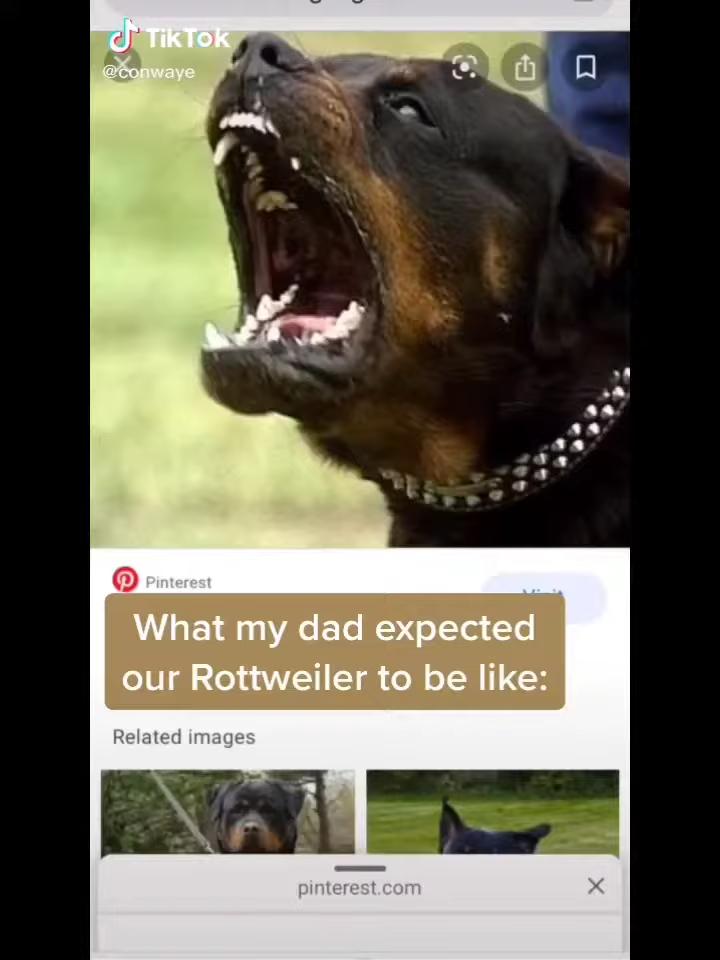 TikTok
@conwaye
Pinterest
What my dad expected
our Rottweiler to be like:
Related images
pinterest.com